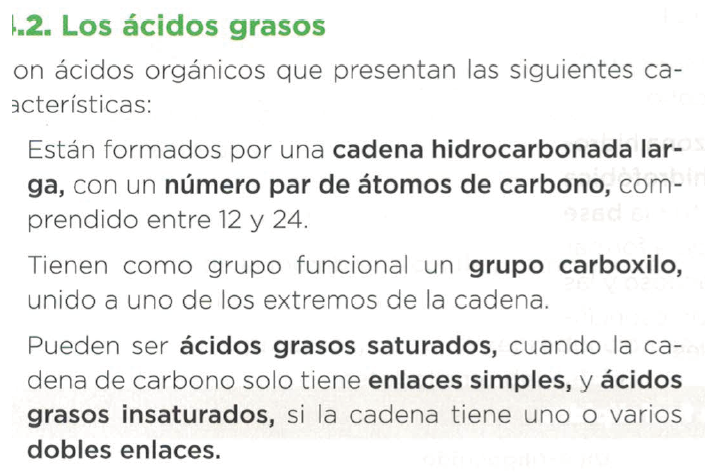 .2. Los ácidos grasos
on ácidos orgánicos que presentan las siguientes ca-
acterísticas:
Están formados por una cadena hidrocarbonada lar-
ga, con un número par de átomos de carbono, com-
prendido entre 12 y 24.
Tienen como grupo funcional un grupo carboxilo,
unido a uno de los extremos de la cadena.
Pueden ser ácidos grasos saturados, cuando la ca-
dena de carbono solo tiene enlaces simples, y ácidos
grasos insaturados, si la cadena tiene uno o varios
dobles enlaces.